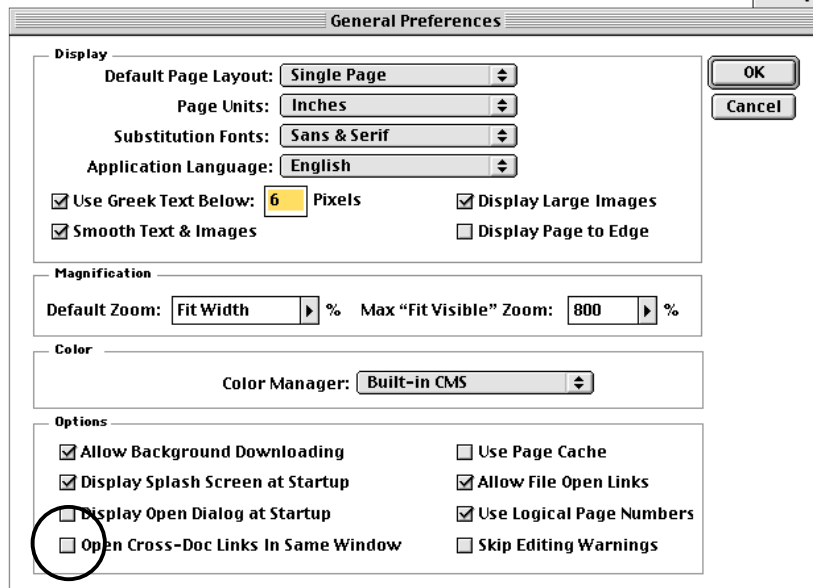 General Preferences
Display
Default Page Layout: Single Page
OK
Page Units: Inches
Cancel
Substitution Fonts: Sans & Serif
Application Language: English
Use Greek Text Below: 6 Pixels
Display Large Images
Smooth Text & Images
Display Page to Edge
Magnification
Default Zoom: Fit Width %
Max “Fit Visible” Zoom: 800 %
Color
Color Manager: Built-in CMS
Options
Allow Background Downloading
Use Page Cache
Display Splash Screen at Startup
Allow File Open Links
Display Open Dialog at Startup
Use Logical Page Numbers
Open Cross-Doc Links In Same Window
Skip Editing Warnings